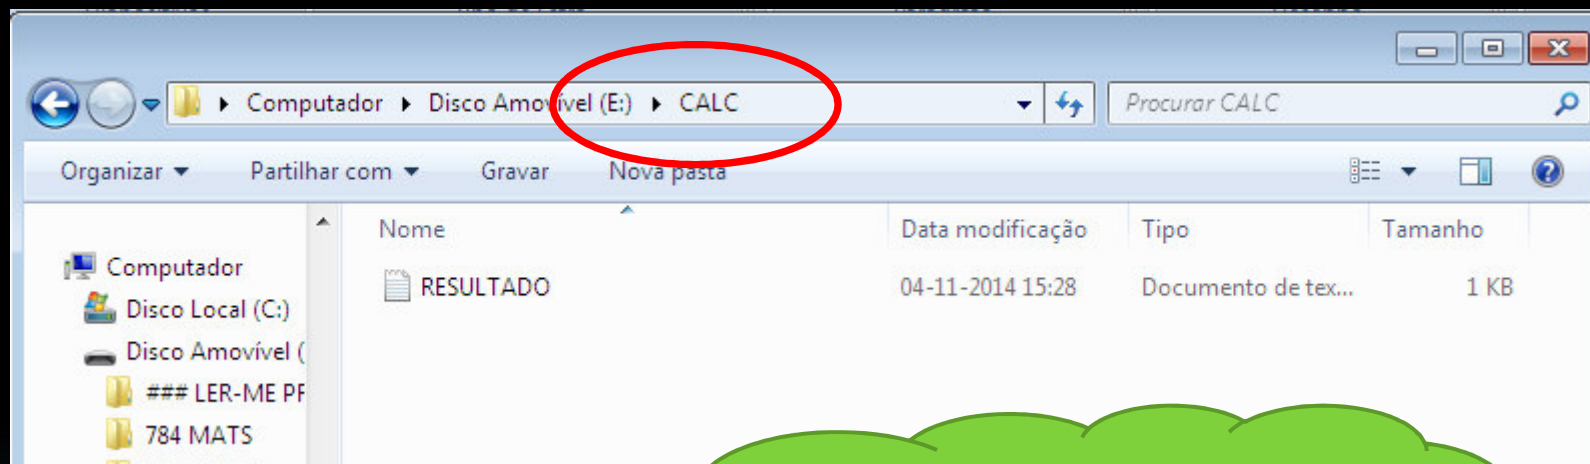 Computador Disco Amovível (E:) CALC
Procurar CALC
Organizar Partilhar com Gravar Nova pasta
Nome Data modificação Tipo Tamanho
Computador
RESULTADO 04-11-2014 15:28 Documento de tex... 1 KB
Disco Local (C:)
Disco Amovível (
### LER-ME PF
784 MATS